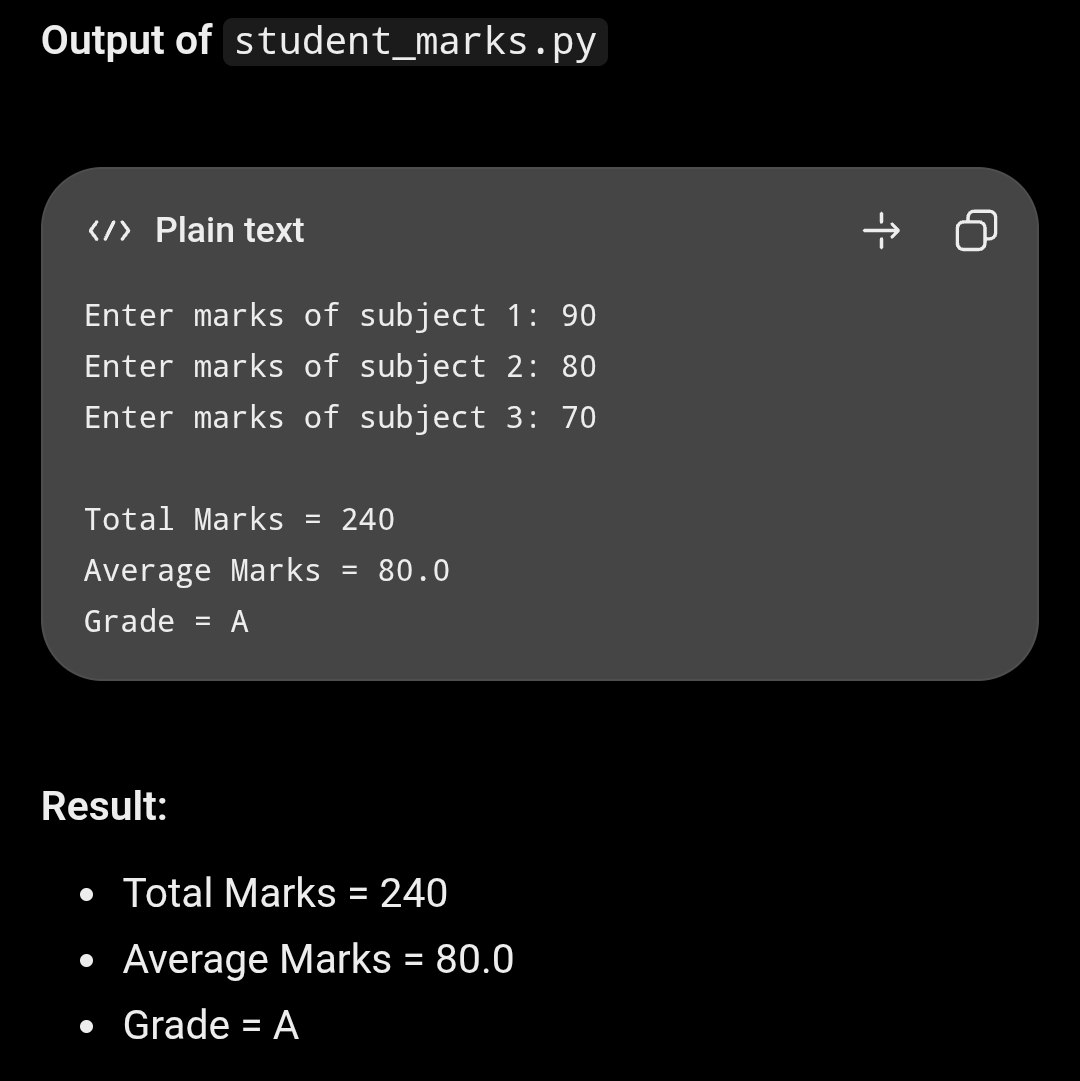 Output of student_marks.py
Plain text
Enter marks of subject 1: 90
Enter marks of subject 2: 80
Enter marks of subject 3: 70
Total Marks = 240
Average Marks = 80.0
Grade = A
Result:
Total Marks = 240
Average Marks = 80.0
Grade = A